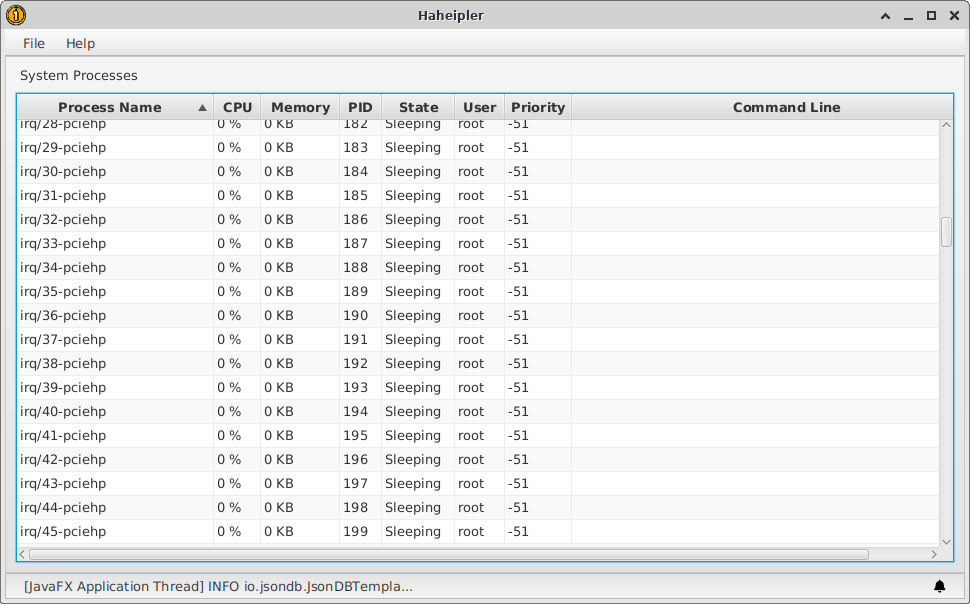 Haheipler
File Help
System Processes
Process Name CPU Memory PID State User Priority Command Line
irq/28-pciehp 0 % 0 KB 182 Sleeping root -51
irq/29-pciehp 0 % 0 KB 183 Sleeping root -51
irq/30-pciehp 0 % 0 KB 184 Sleeping root -51
irq/31-pciehp 0 % 0 KB 185 Sleeping root -51
irq/32-pciehp 0 % 0 KB 186 Sleeping root -51
irq/33-pciehp 0 % 0 KB 187 Sleeping root -51
irq/34-pciehp 0 % 0 KB 188 Sleeping root -51
irq/35-pciehp 0 % 0 KB 189 Sleeping root -51
irq/36-pciehp 0 % 0 KB 190 Sleeping root -51
irq/37-pciehp 0 % 0 KB 191 Sleeping root -51
irq/38-pciehp 0 % 0 KB 192 Sleeping root -51
irq/39-pciehp 0 % 0 KB 193 Sleeping root -51
irq/40-pciehp 0 % 0 KB 194 Sleeping root -51
irq/41-pciehp 0 % 0 KB 195 Sleeping root -51
irq/42-pciehp 0 % 0 KB 196 Sleeping root -51
irq/43-pciehp 0 % 0 KB 197 Sleeping root -51
irq/44-pciehp 0 % 0 KB 198 Sleeping root -51
irq/45-pciehp 0 % 0 KB 199 Sleeping root -51
[JavaFX Application Thread] INFO io.jsondb.JsonDBTempla...